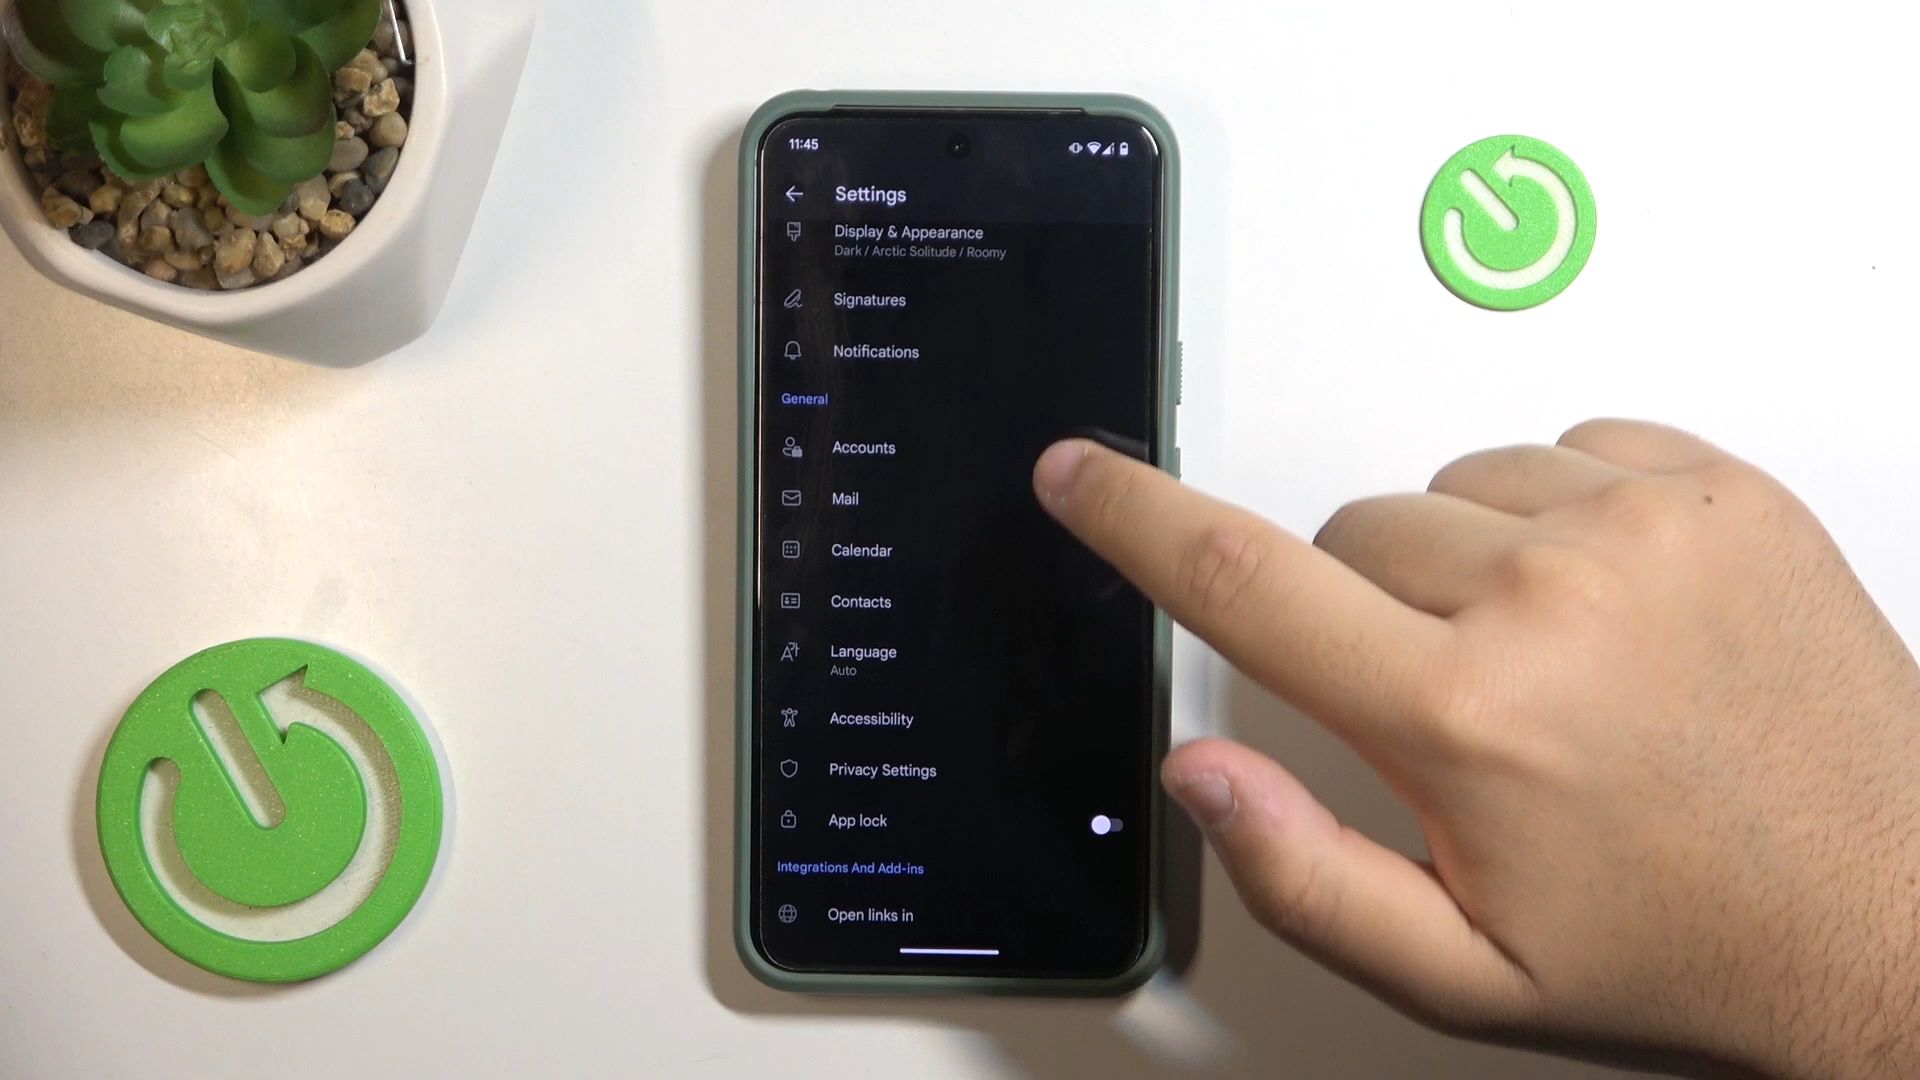 11:45
Settings
Display & Appearance
Dark / Arctic Solitude / Roomy
Signatures
Notifications
General
Accounts
Mail
Calendar
Contacts
Language
Auto
Accessibility
Privacy Settings
App lock
Integrations And Add-ins
Open links in